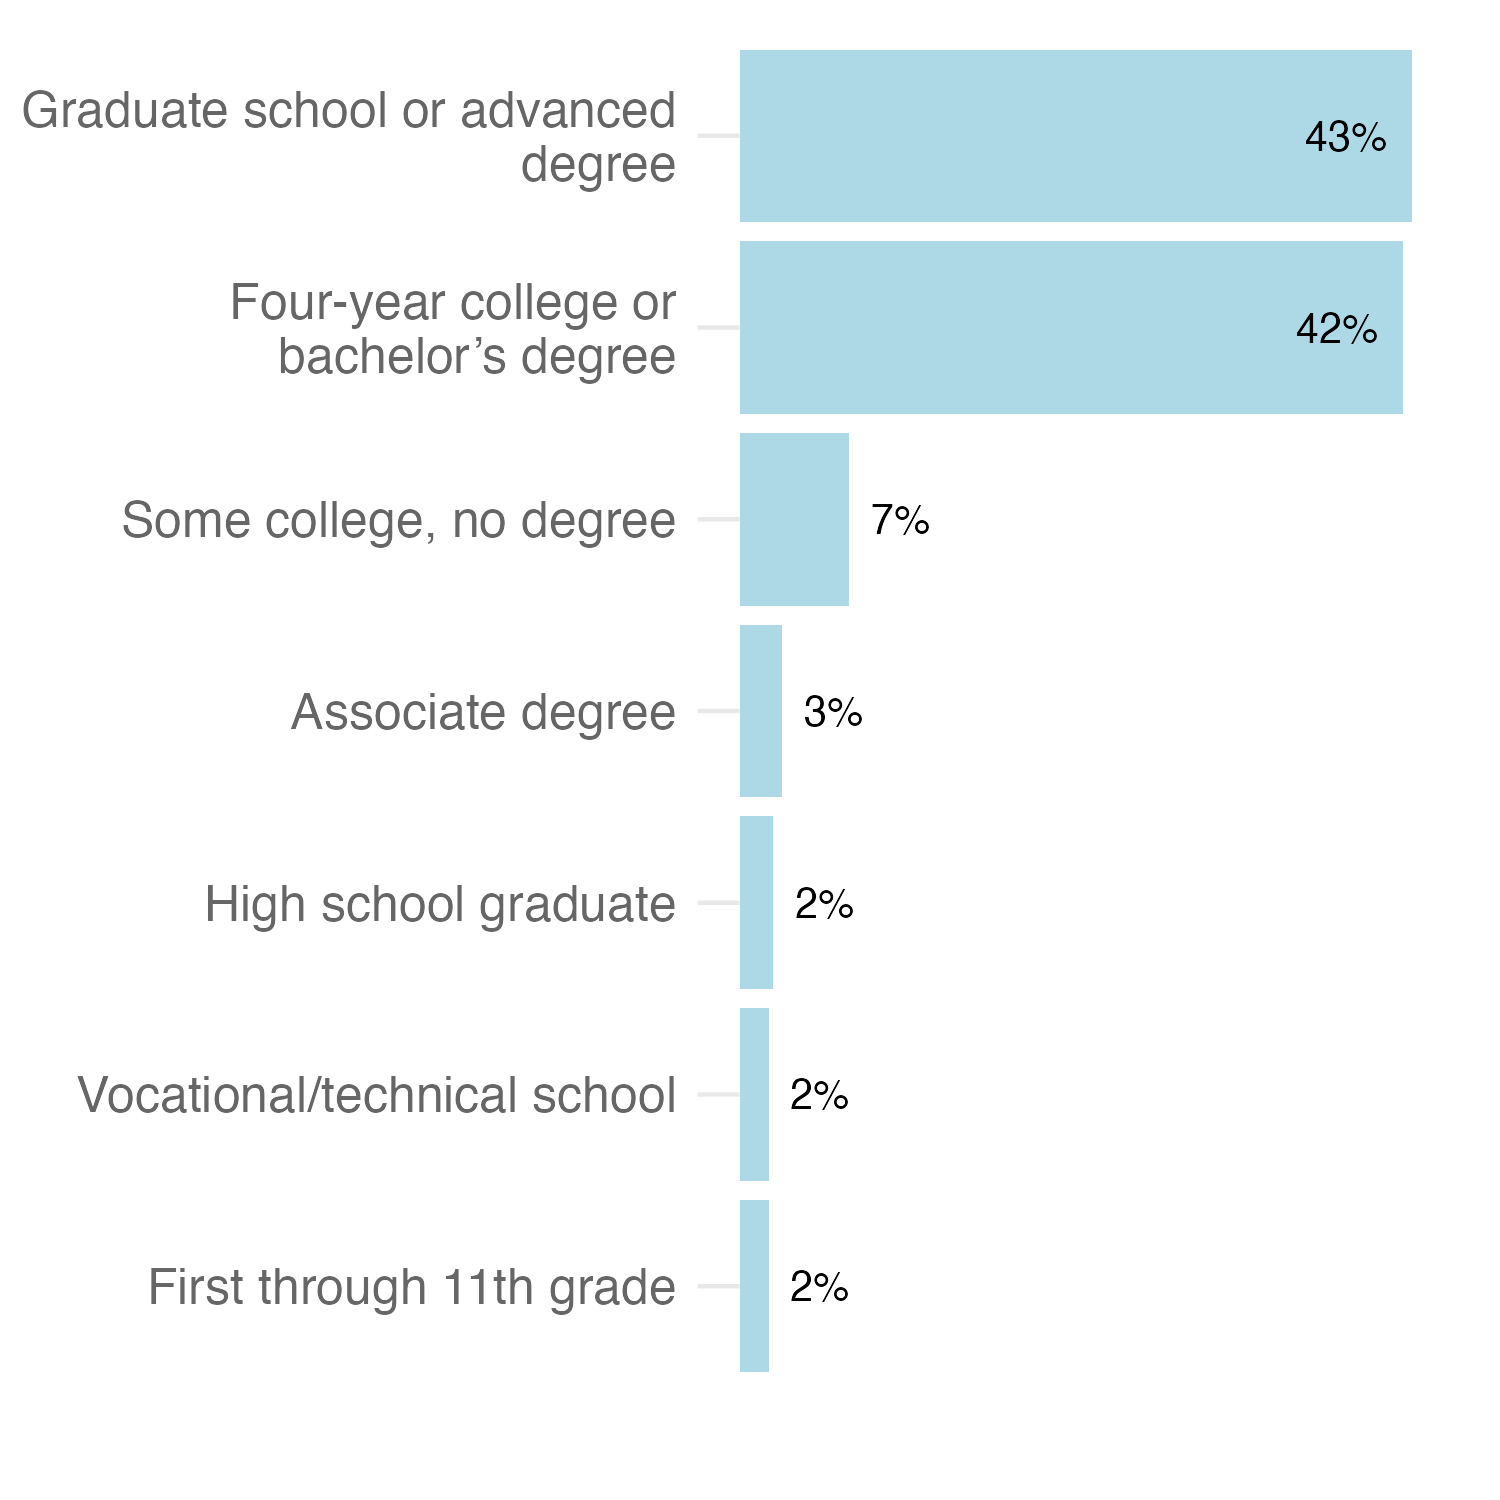 Graduate school or advanced
degree
43%
Four-year college or
bachelor’s degree
42%
Some college, no degree
7%
Associate degree
3%
High school graduate
2%
Vocational/technical school
2%
First through 11th grade
2%